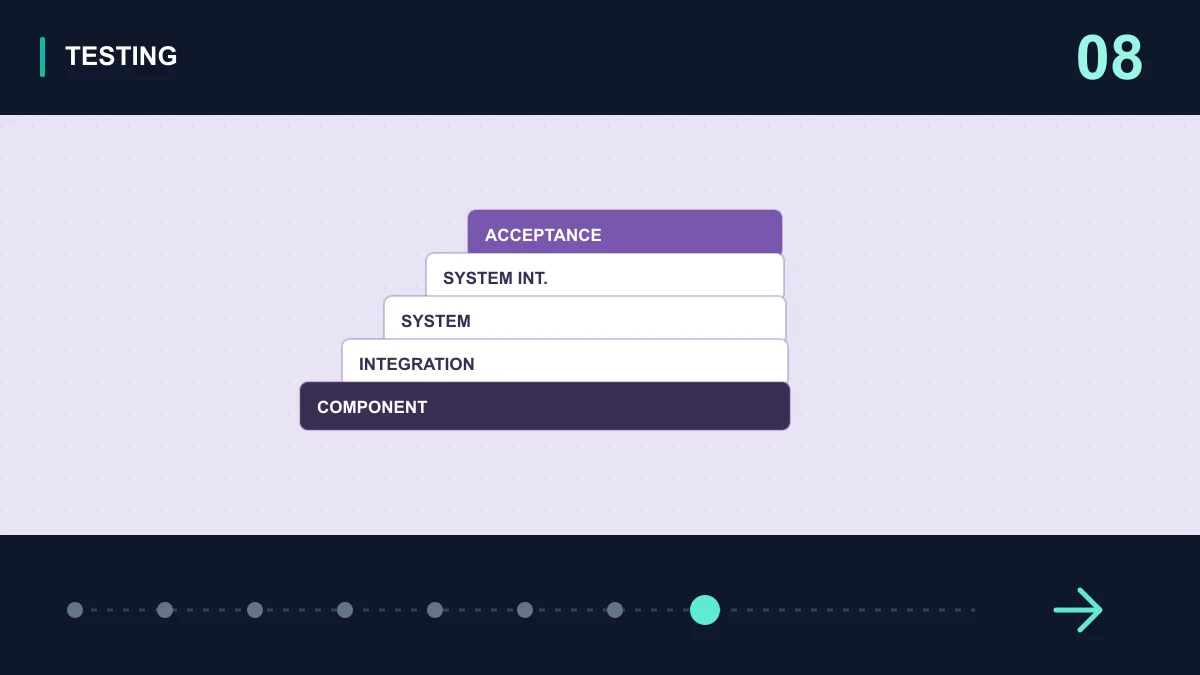 TESTING
08
ACCEPTANCE
SYSTEM INT.
SYSTEM
INTEGRATION
COMPONENT